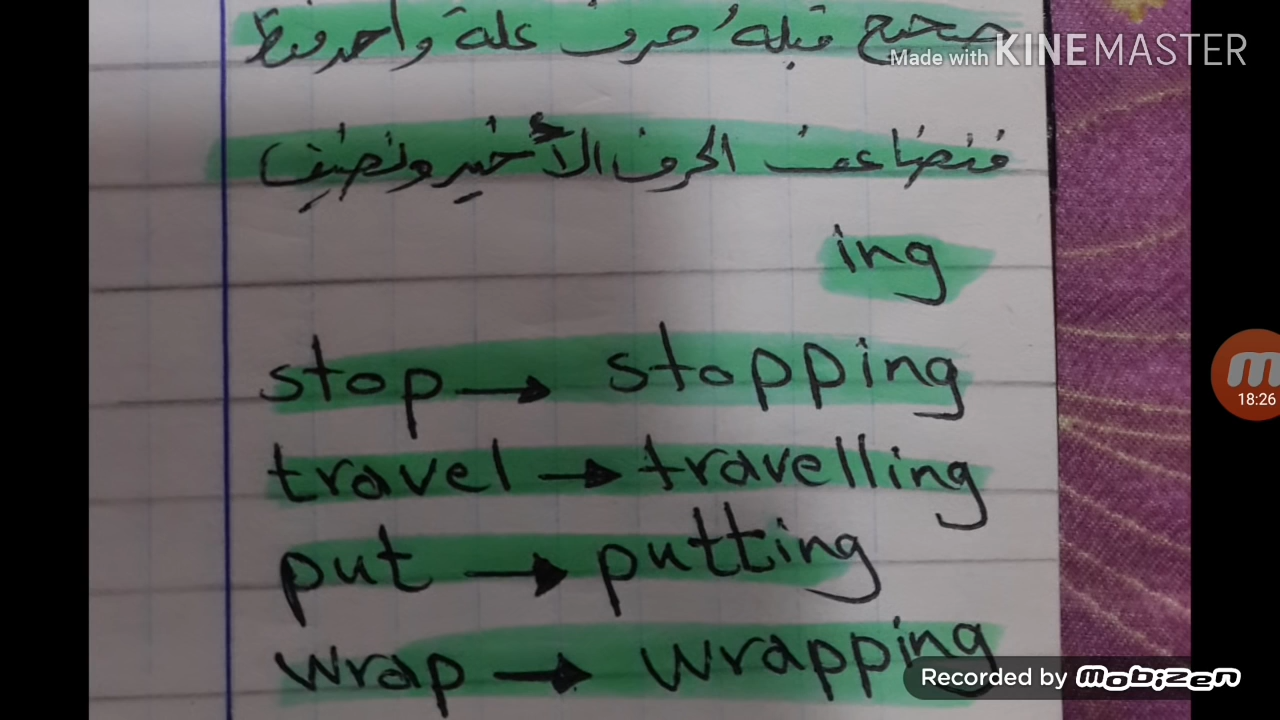 صحيح قبلهُ حرف علة واحد فقط
Made with KINEMASTER
فنضاعف الحرف الأخير ونضيف
ing
18:26
stop → stopping
travel → travelling
put → putting
wrap → wrapping
Recorded by MOBIZEN